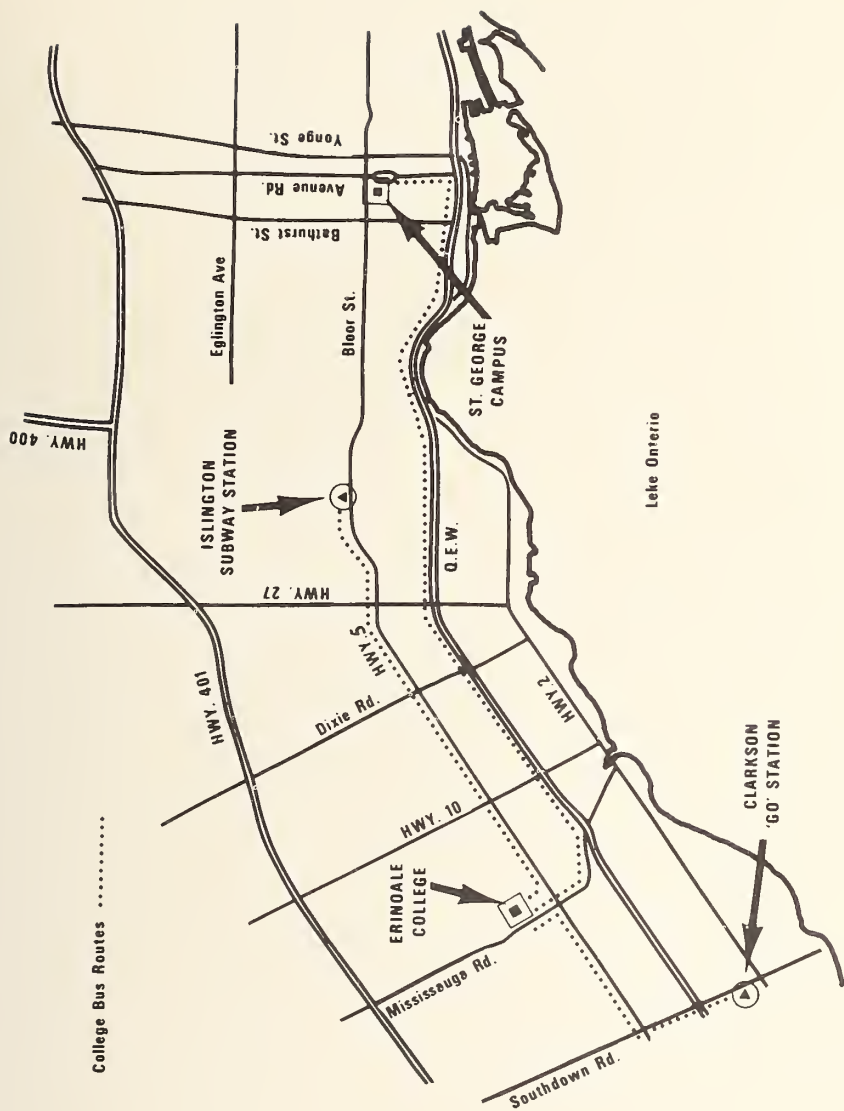 College Bus Routes ..........
HWY. 400
HWY. 401
Eglington Ave
Yonge St.
Avenue Rd.
Bathurst St.
Bloor St.
ISLINGTON
SUBWAY STATION
ST. GEORGE
CAMPUS
HWY. 27
HWY. 5
Q.E.W.
Dixie Rd.
HWY. 10
HWY. 2
Lake Onterio
ERINDALE
COLLEGE
Mississauga Rd.
Southdown Rd.
CLARKSON
'GO' STATION